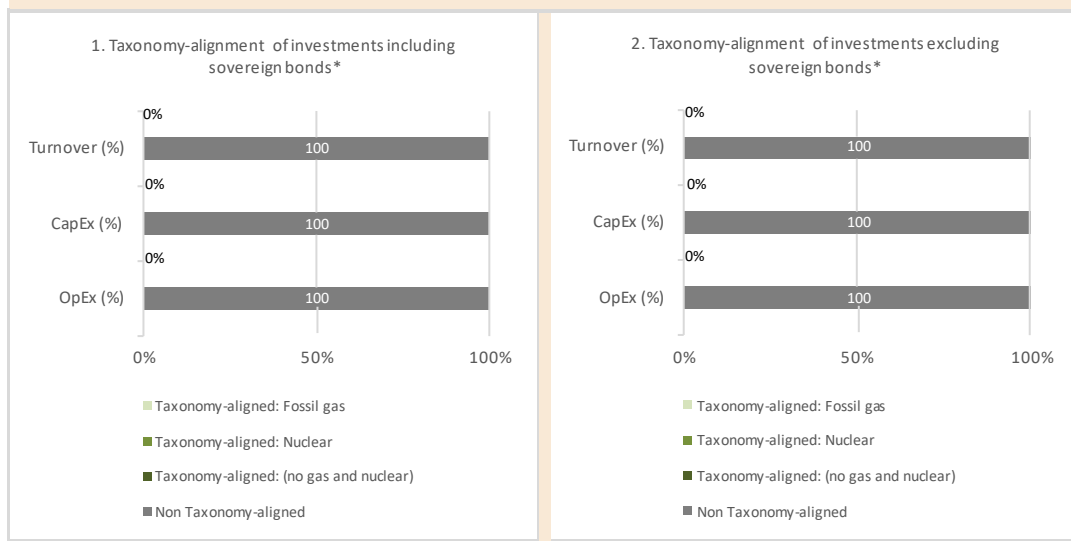 1. Taxonomy-alignment of investments including
sovereign bonds*
0%
Turnover (%)
100
0%
CapEx (%)
100
0%
OpEx (%)
100
0%
50%
100%
Taxonomy-aligned: Fossil gas
Taxonomy-aligned: Nuclear
Taxonomy-aligned: (no gas and nuclear)
Non Taxonomy-aligned
2. Taxonomy-alignment of investments excluding
sovereign bonds*
0%
Turnover (%)
100
0%
CapEx (%)
100
0%
OpEx (%)
100
0%
50%
100%
Taxonomy-aligned: Fossil gas
Taxonomy-aligned: Nuclear
Taxonomy-aligned: (no gas and nuclear)
Non Taxonomy-aligned